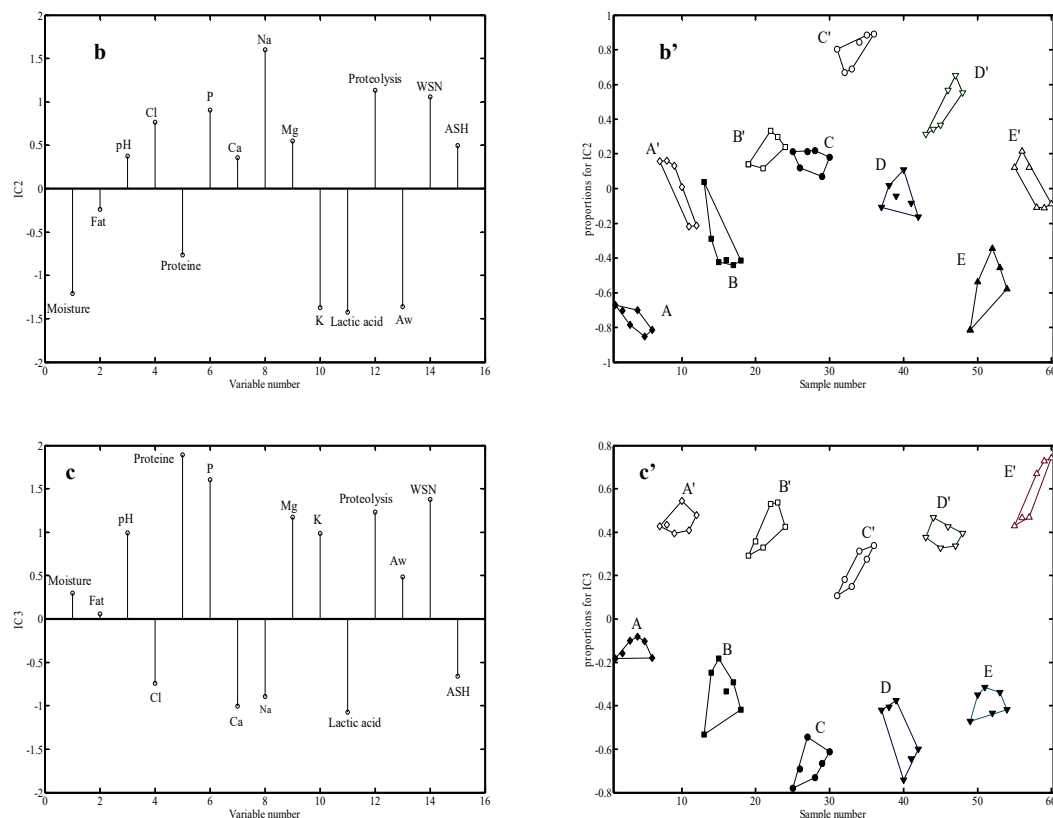 b
IC2
2
1.5
1
0.5
0
-0.5
-1
-1.5
-2
Na
Proteolysis
WSN
P
Cl
Mg
ASH
pH
Ca
Fat
Proteine
Moisture
K
Lactic acid
Aw
0 2 4 6 8 10 12 14 16
Variable number
b’
proportions for IC2
1
0.8
0.6
0.4
0.2
0
-0.2
-0.4
-0.6
-0.8
-1
C'
D'
B'
C
E'
A'
D
B
E
A
10 20 30 40 50 60
Sample number
c
IC3
2
1.5
1
0.5
0
-0.5
-1
-1.5
-2
Proteine
P
WSN
Proteolysis
Mg
K
pH
Aw
Moisture
Fat
Cl
Ca
Na
Lactic acid
ASH
0 2 4 6 8 10 12 14 16
Variable number
c’
proportions for IC3
0.8
0.6
0.4
0.2
0
-0.2
-0.4
-0.6
-0.8
E'
A'
B'
D'
C'
A
B
E
D
C
10 20 30 40 50 60
Sample number